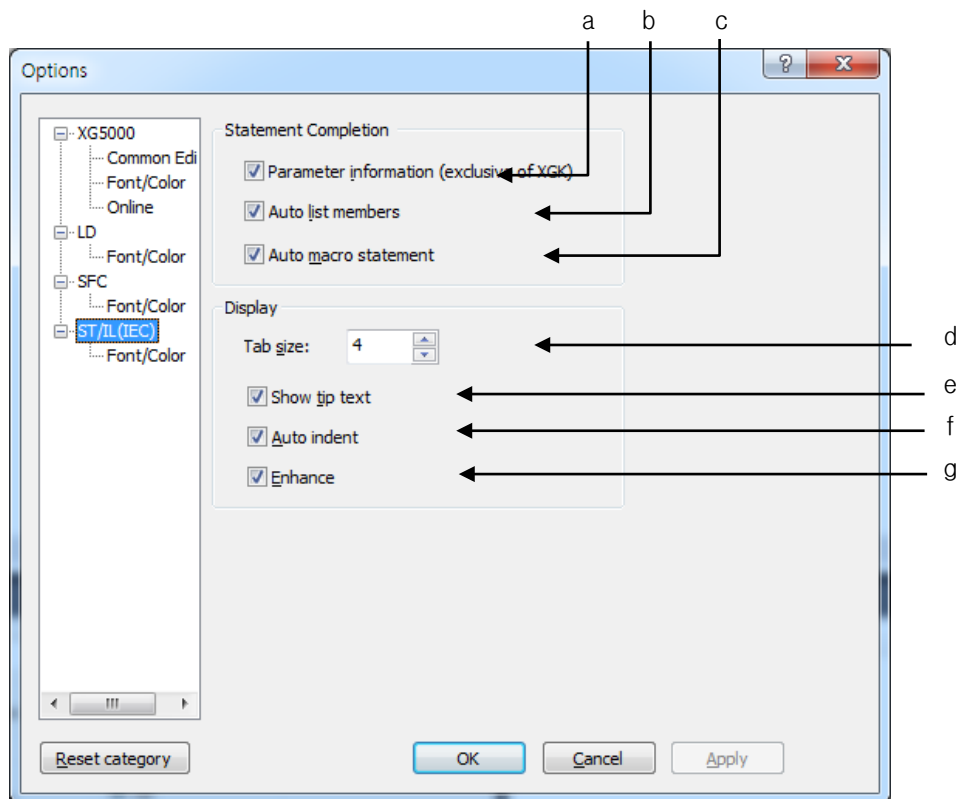 a b c
Options
XG5000
Common Edi
Font/Color
Online
LD
Font/Color
SFC
Font/Color
ST/IL(IEC)
Font/Color
Statement Completion
Parameter information (exclusive of XGK)
Auto list members
Auto macro statement
Display
Tab size: 4
d
Show tip text
e
Auto indent
f
Enhance
g
Reset category
OK
Cancel
Apply